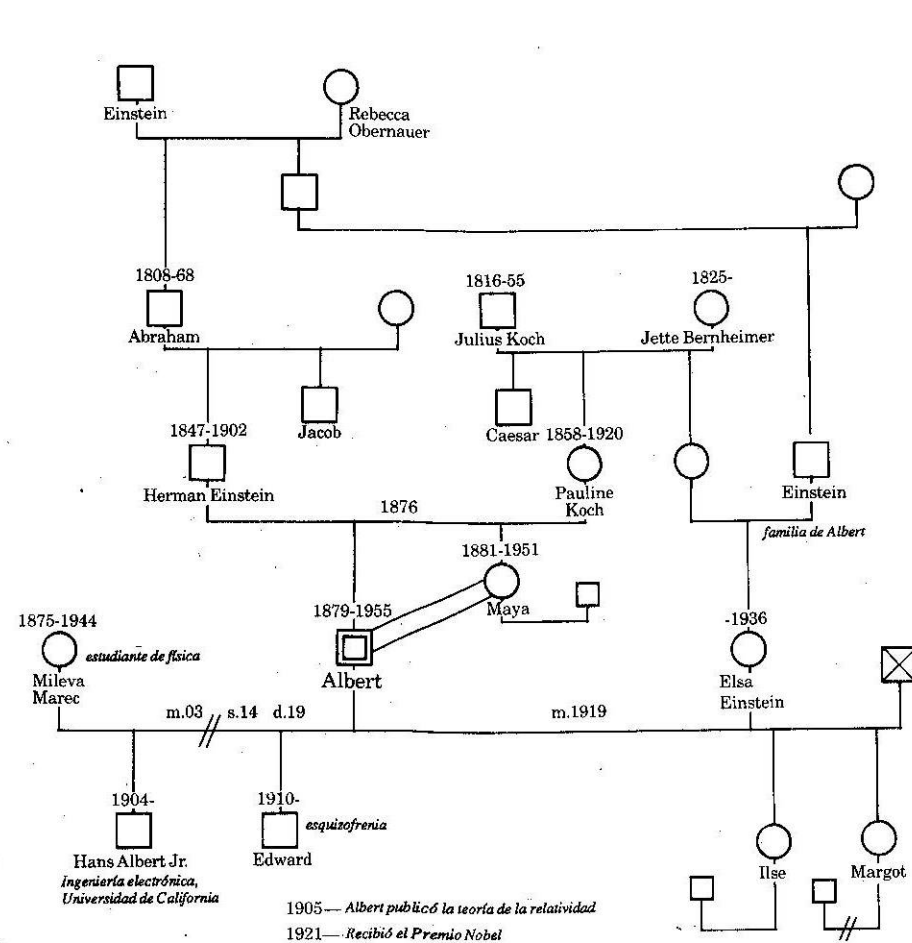 Einstein
Rebecca
Obernauer
1808-68
Abraham
1816-55
Julius Koch
1825-
Jette Bernheimer
1847-1902
Herman Einstein
Jacob
Caesar
1858-1920
Pauline
Koch
Einstein
familia de Albert
1876
1881-1951
Maya
1879-1955
Albert
1875-1944
estudiante de física
Mileva
Marec
-1936
Elsa
Einstein
m.03 s.14 d.19
m.1919
1904-
Hans Albert Jr.
Ingeniería electrónica,
Universidad de California
1910-
esquizofrenia
Edward
Ilse
Margot
1905— Albert publicó la teoría de la relatividad
1921— Recibió el Premio Nobel